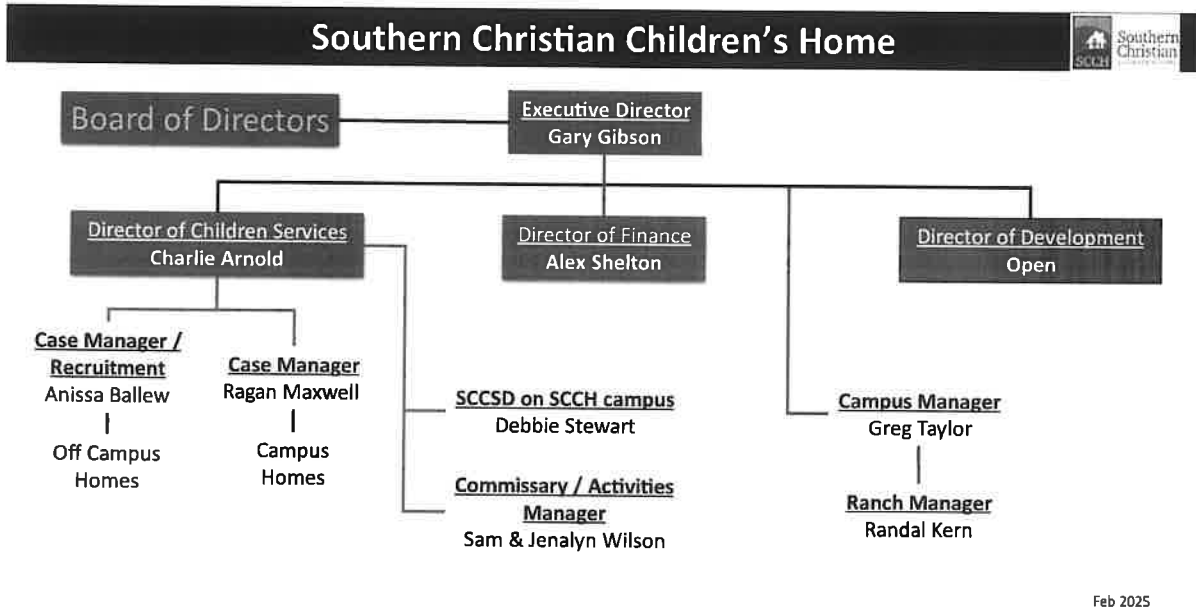 Southern Christian Children's Home
SCCH
Southern
Christian
Board of Directors
Executive Director
Gary Gibson
Director of Children Services
Charlie Arnold
Director of Finance
Alex Shelton
Director of Development
Open
Case Manager /
Recruitment
Anissa Ballew
Off Campus
Homes
Case Manager
Ragan Maxwell
Campus
Homes
SCCSD on SCCH campus
Debbie Stewart
Commissary / Activities
Manager
Sam & Jenalyn Wilson
Campus Manager
Greg Taylor
Ranch Manager
Randal Kern
Feb 2025